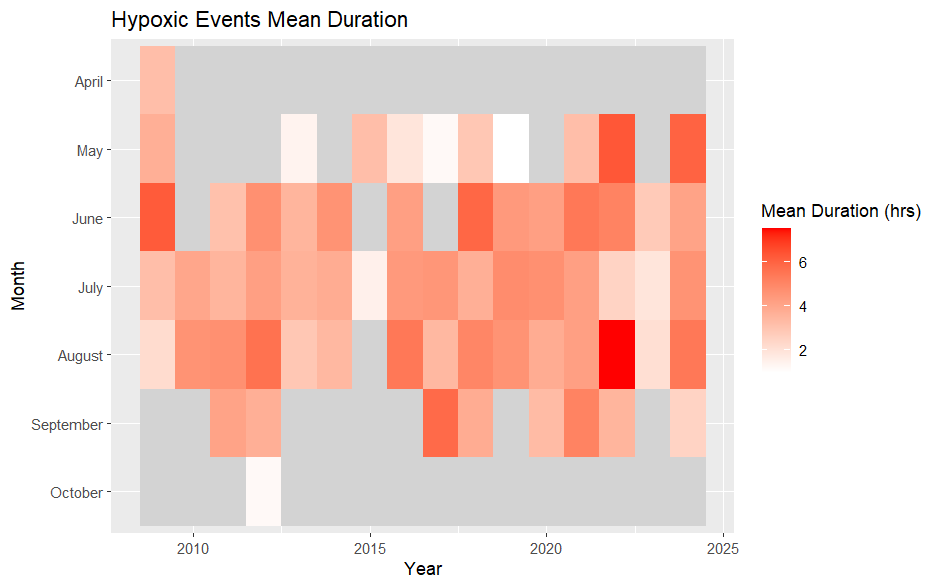 Hypoxic Events Mean Duration
Month
April
May
June
July
August
September
October
2010
2015
2020
2025
Year
Mean Duration (hrs)
6
4
2